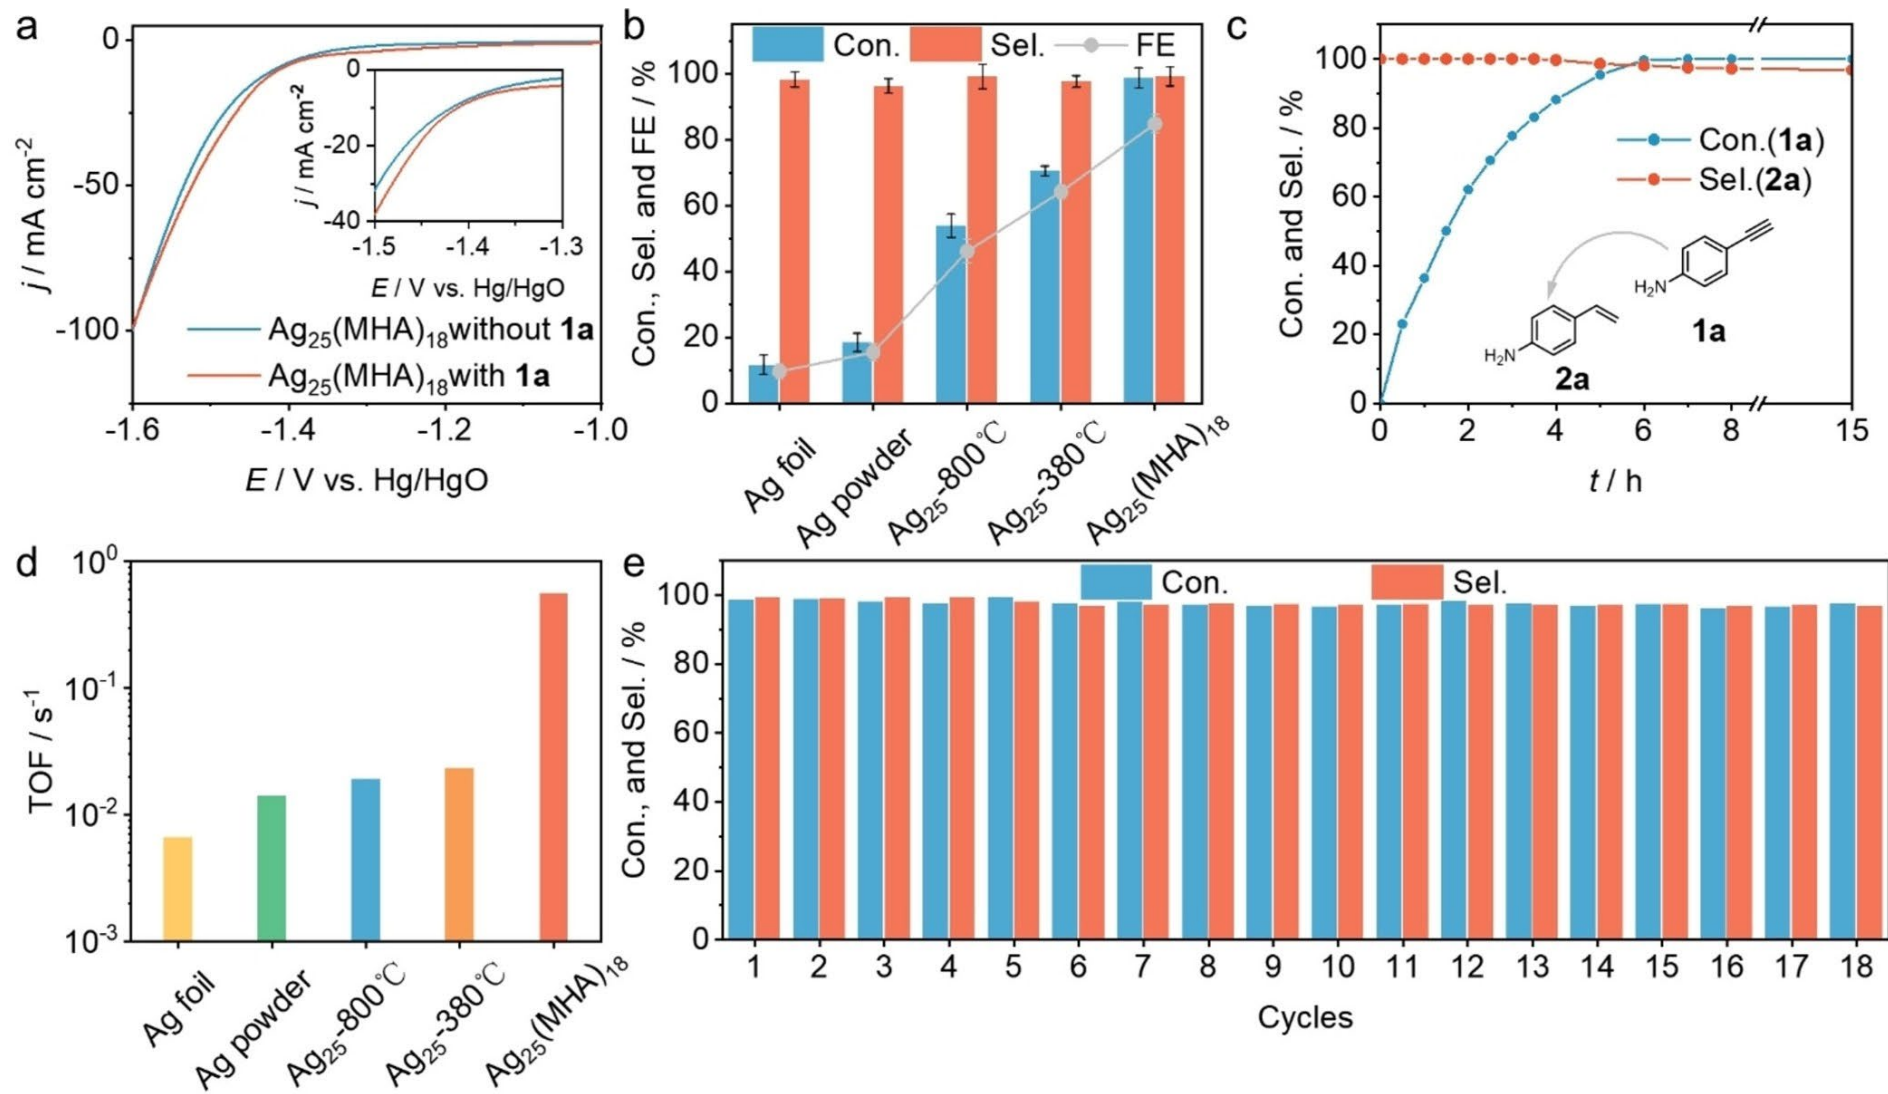 a
0
-50
-100
j / mA cm-2
-1.6
-1.4
-1.2
-1.0
E / V vs. Hg/HgO
0
-20
-40
j / mA cm-2
-1.5
-1.4
-1.3
E / V vs. Hg/HgO
Ag25(MHA)18without 1a
Ag25(MHA)18with 1a
b
Con.
Sel.
FE
100
80
60
40
20
0
Con., Sel. and FE / %
Ag foil
Ag powder
Ag25-800℃
Ag25-380℃
Ag25(MHA)18
c
100
80
60
40
20
0
Con. and Sel. / %
Con.(1a)
Sel.(2a)
H2N
1a
H2N
2a
0
2
4
6
8
15
t / h
d
10^0
10^-1
10^-2
10^-3
TOF / s-1
Ag foil
Ag powder
Ag25-800℃
Ag25-380℃
Ag25(MHA)18
e
Con.
Sel.
100
80
60
40
20
0
Con., and Sel. / %
1 2 3 4 5 6 7 8 9 10 11 12 13 14 15 16 17 18
Cycles